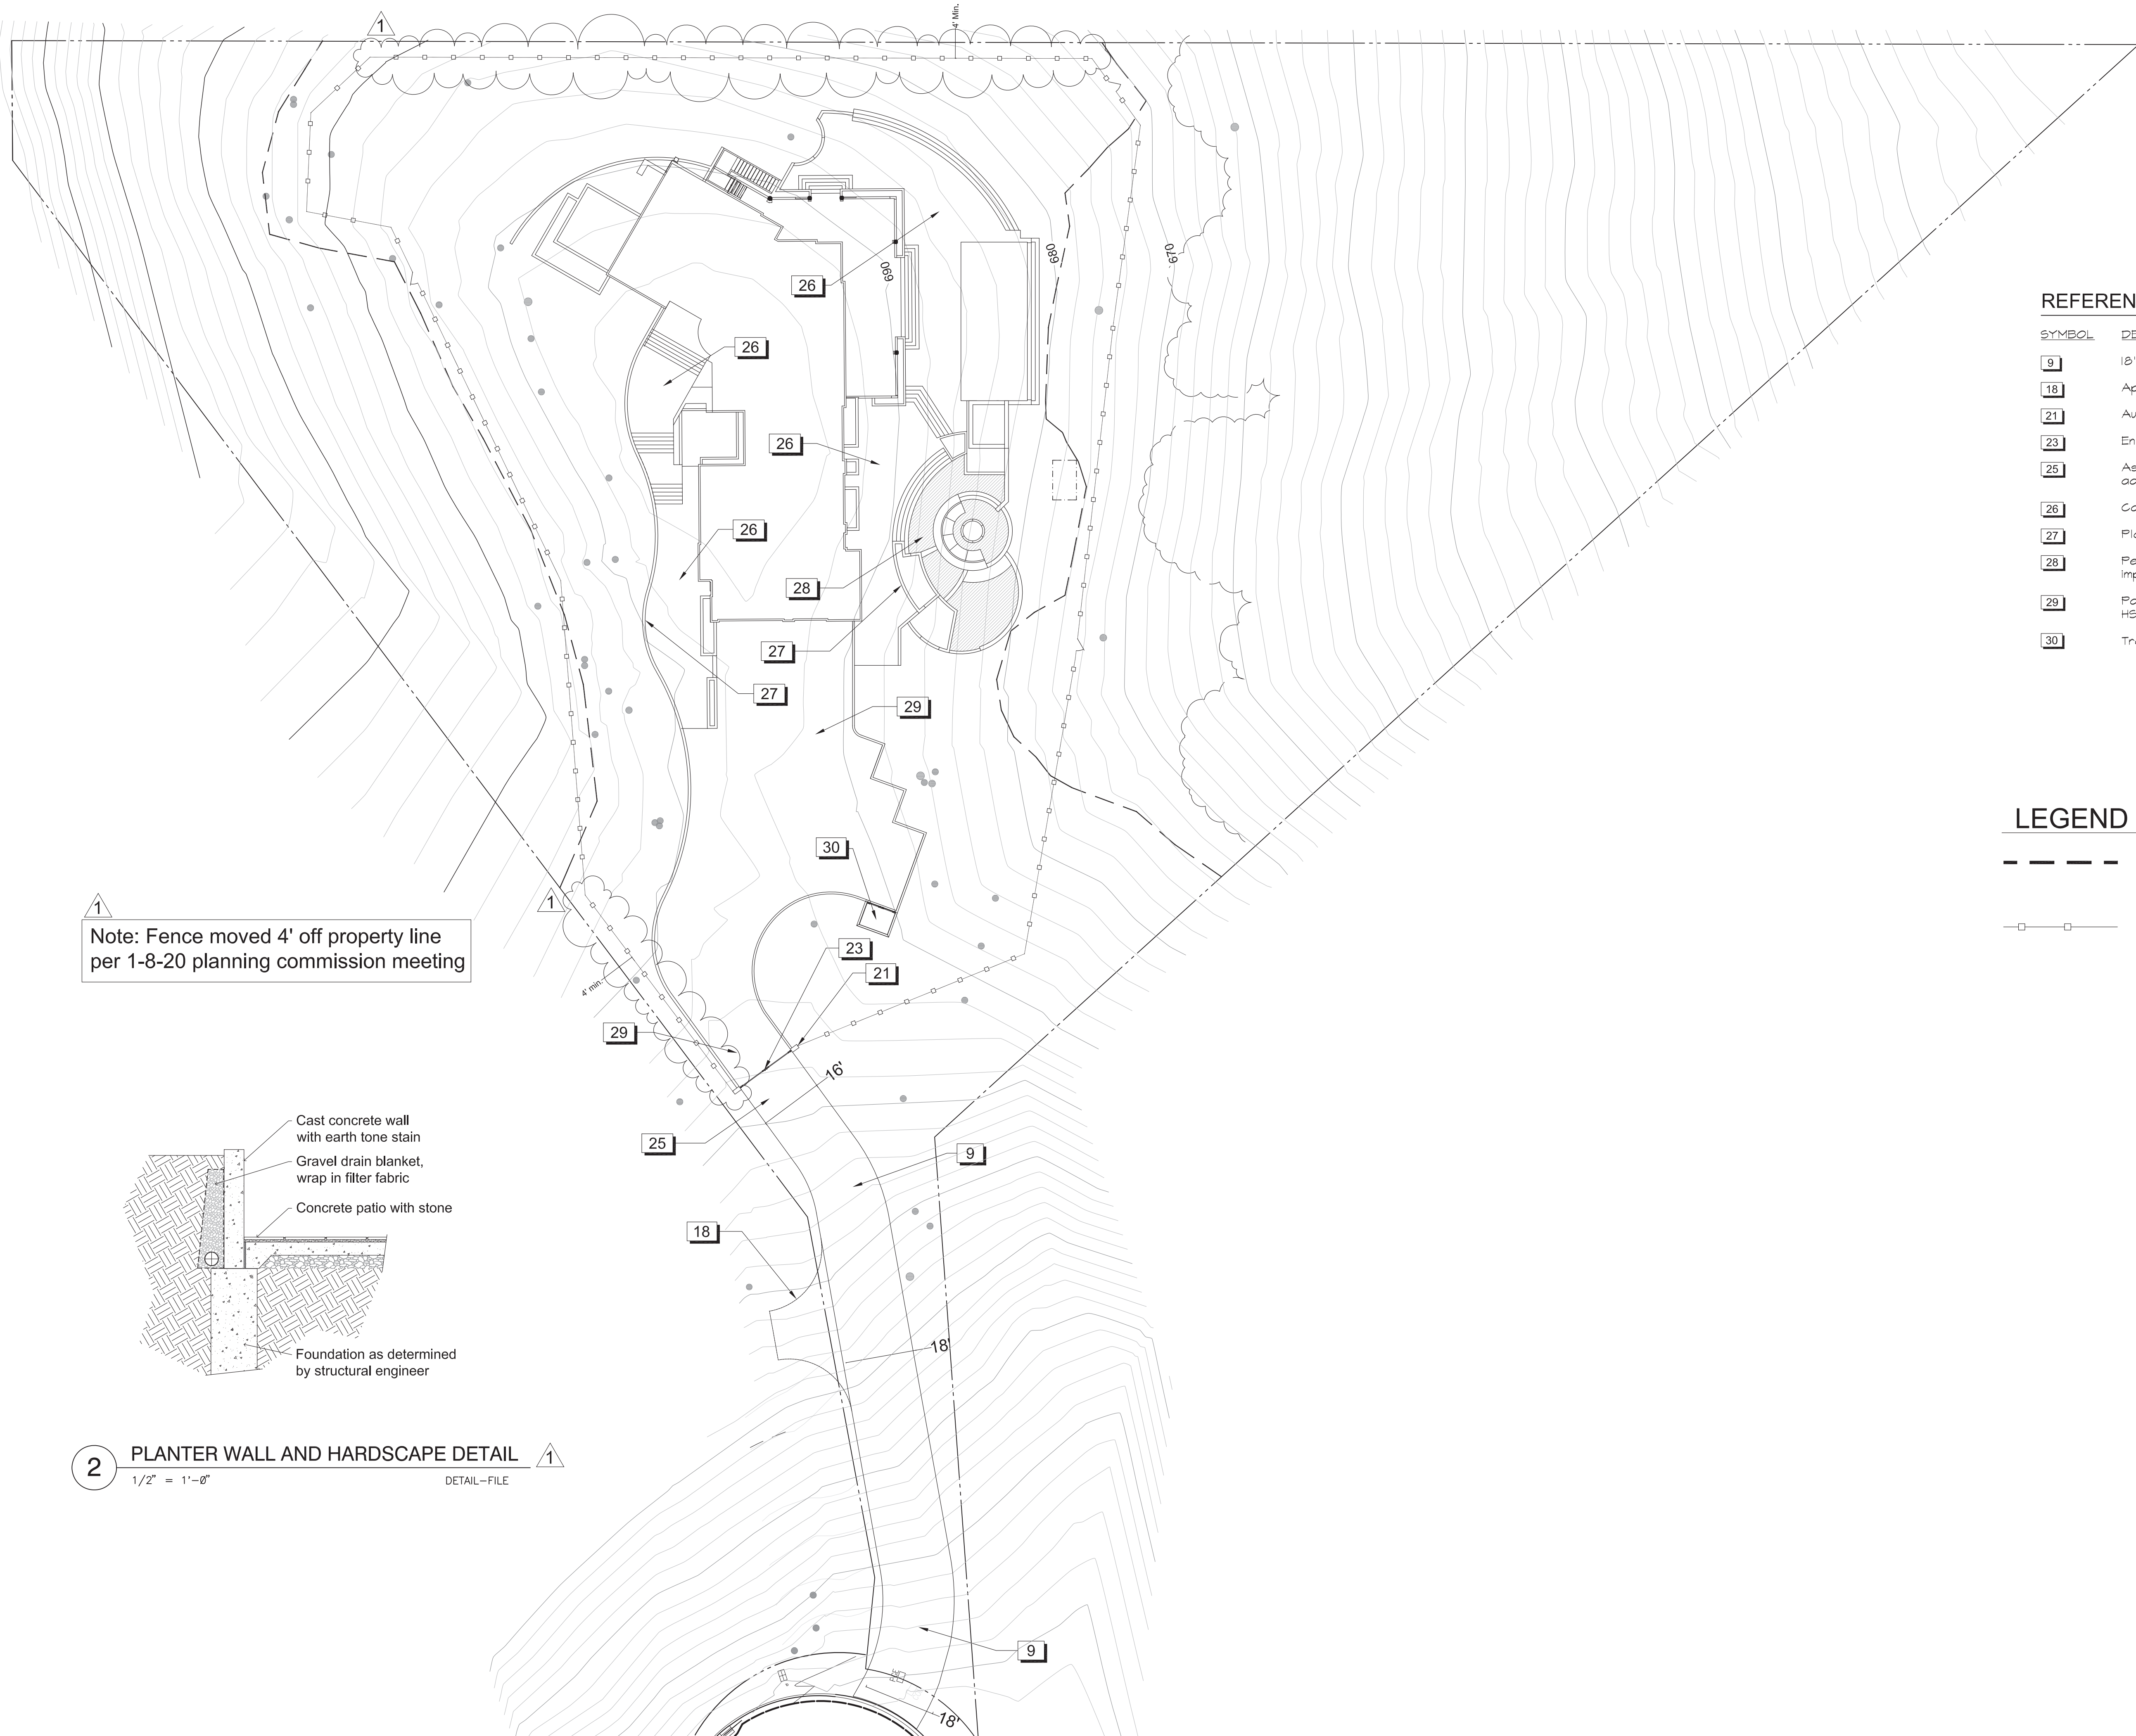 1
4' Min.
690
680
670
26
26
26
26
28
27
27
29
30
23
21
29
16'
25
9
18
18'
9
18'
4' min.
1
1
Note: Fence moved 4' off property line
per 1-8-20 planning commission meeting
Cast concrete wall
with earth tone stain
Gravel drain blanket,
wrap in filter fabric
Concrete patio with stone
Foundation as determined
by structural engineer
2 PLANTER WALL AND HARDSCAPE DETAIL 1
1/2" = 1'-0" DETAIL-FILE
SYMBOL
9
18
21
23
25
26
27
28
29
30
LEGEND